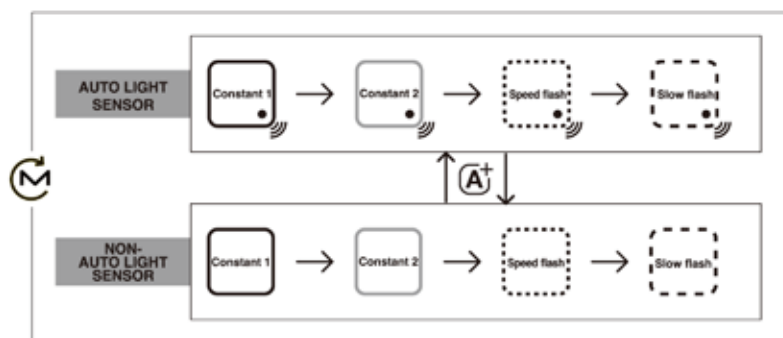 AUTO LIGHT
SENSOR
Constant 1
Constant 2
Speed flash
Slow flash
M
A+
NON-
AUTO LIGHT
SENSOR
Constant 1
Constant 2
Speed flash
Slow flash